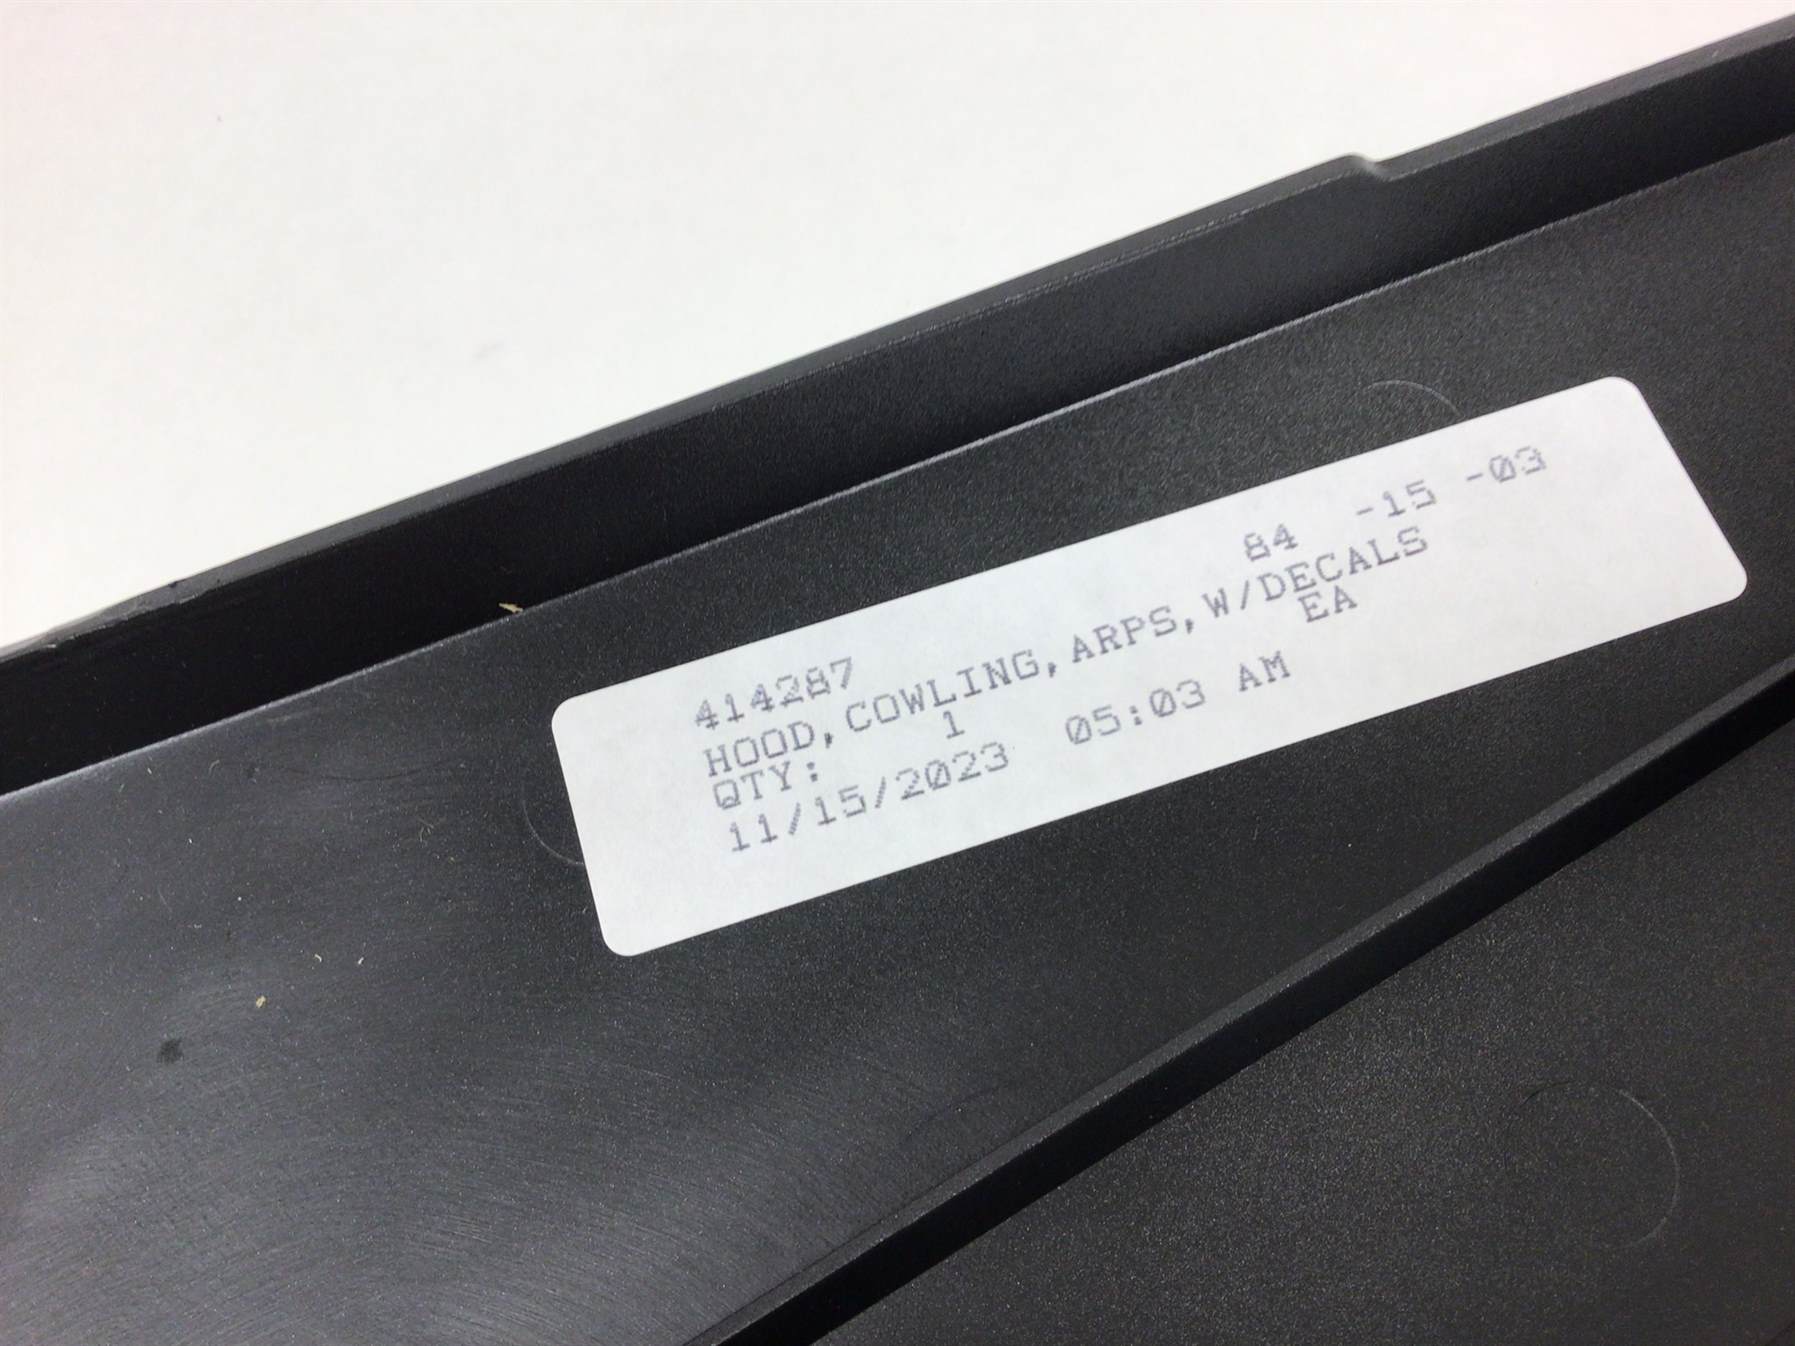 414287 84 -15 -03
HOOD,COWLING,ARPS,W/DECALS
QTY: 1 EA
11/15/2023 05:03 AM